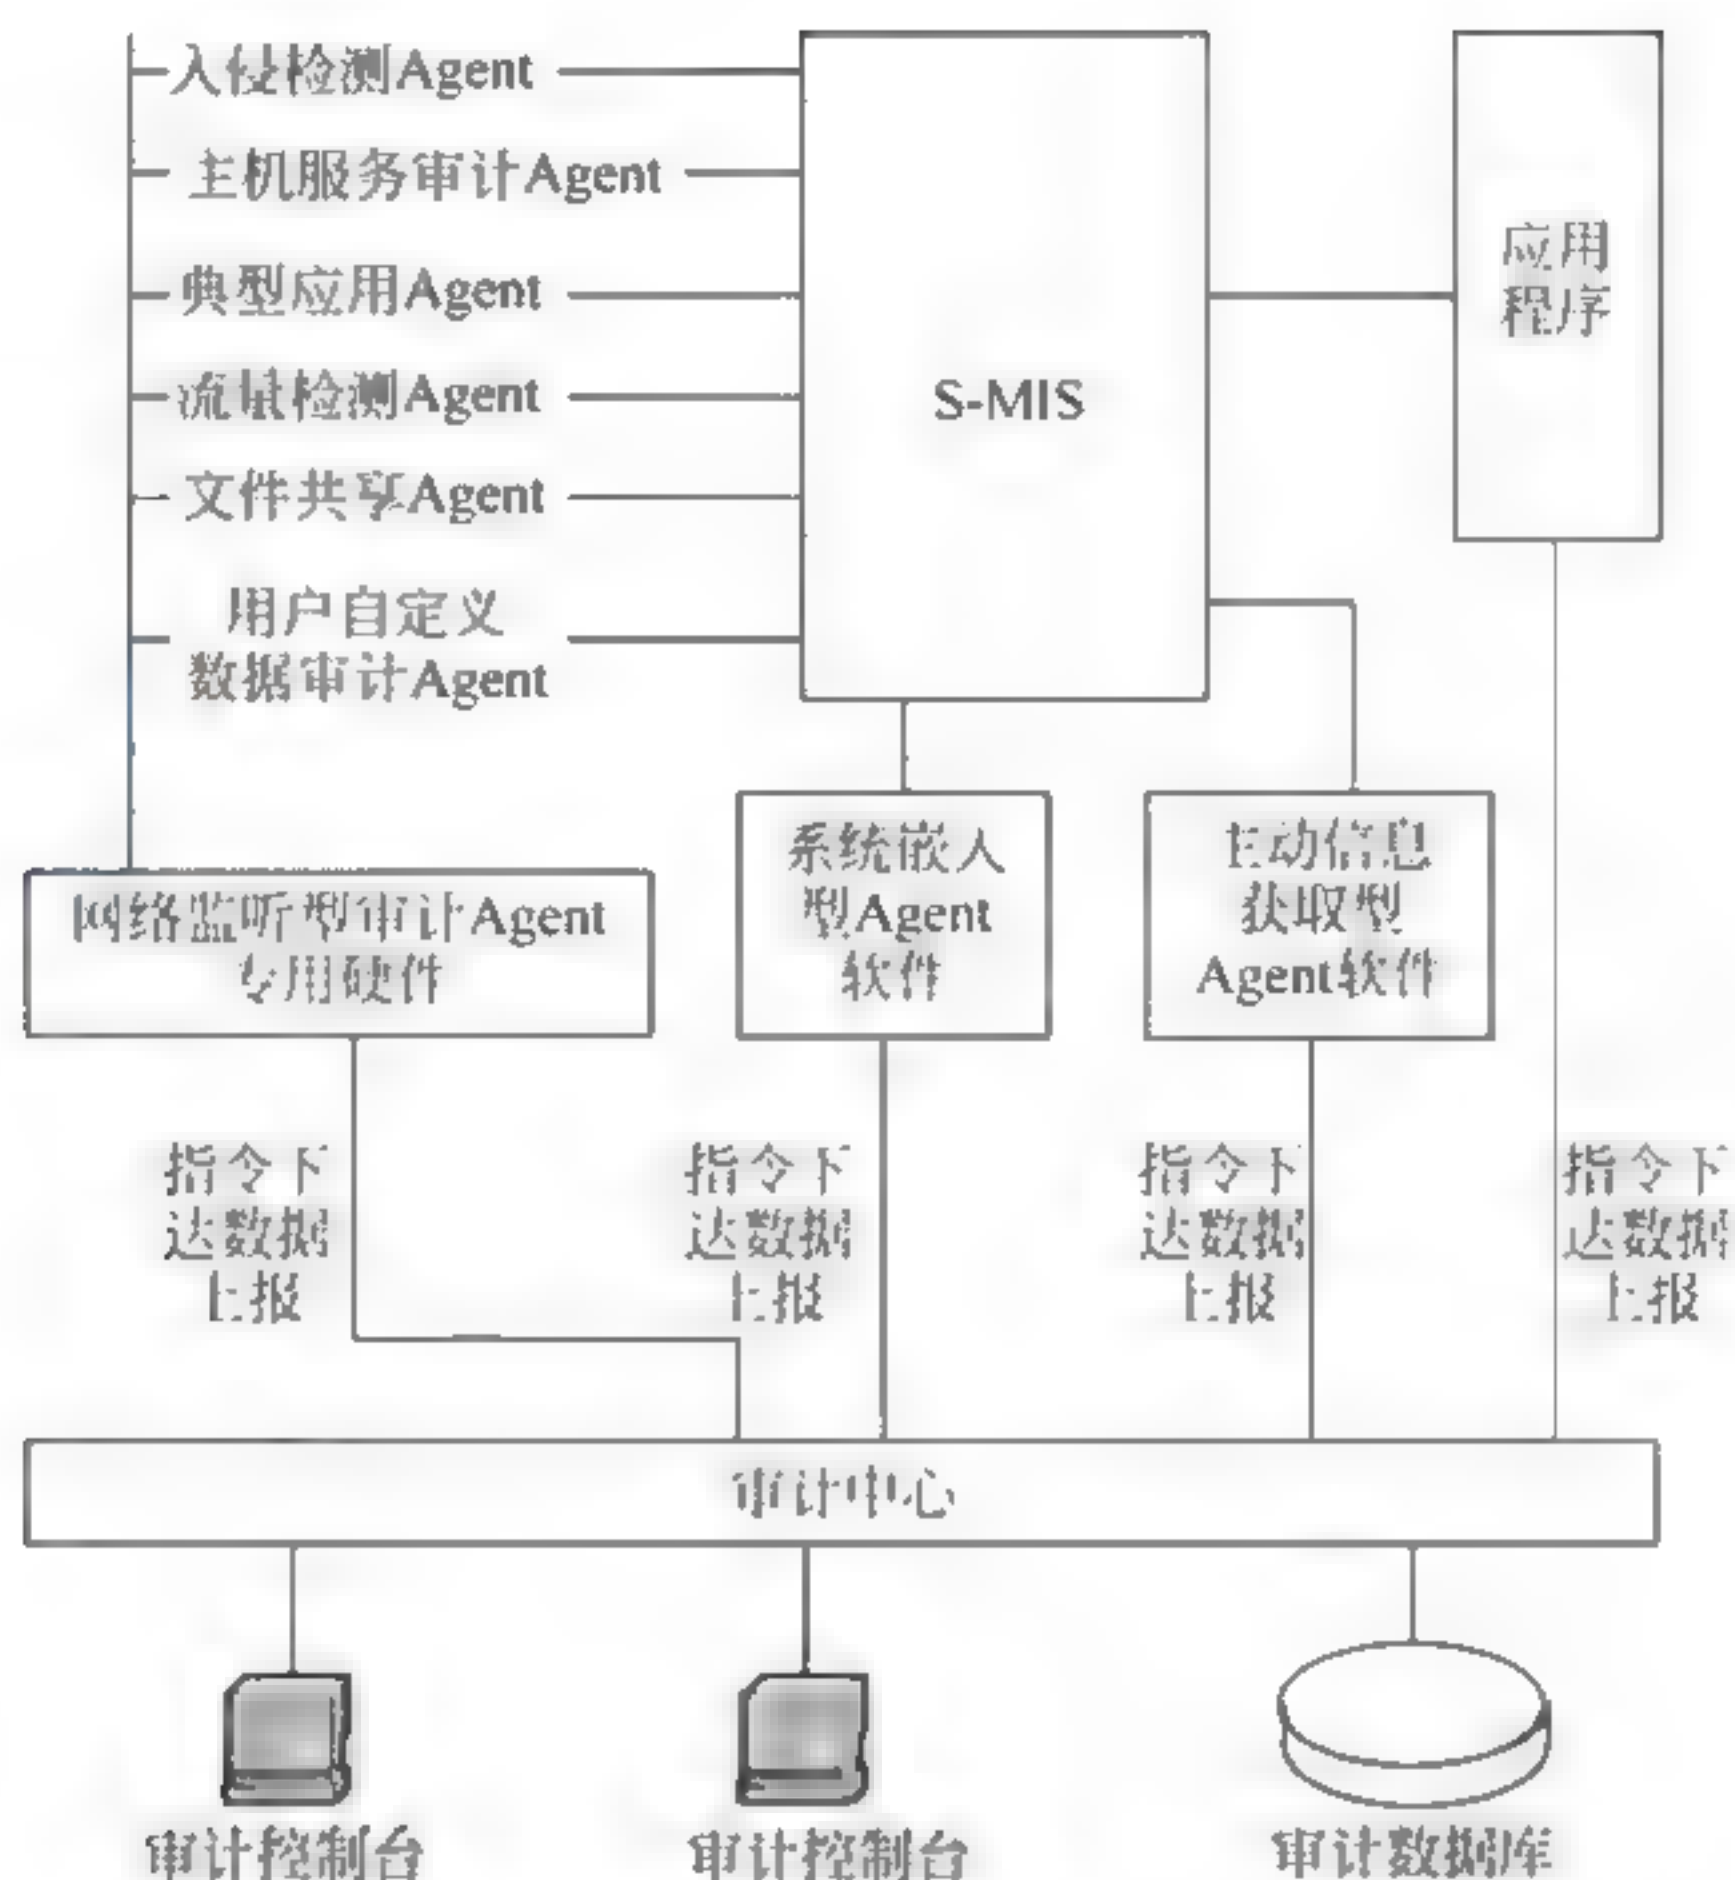 入侵检测Agent
主机服务审计Agent
典型应用Agent
流量检测Agent
文件共享Agent
用户自定义
数据审计Agent
S-MIS
应用
程序
网络监听型审计Agent
专用硬件
系统嵌入
型Agent
软件
主动信息
获取型
Agent软件
指令下
达数据
上报
指令下
达数据
上报
指令下
达数据
上报
指令下
达数据
上报
审计中心
审计控制台
审计控制台
审计数据库